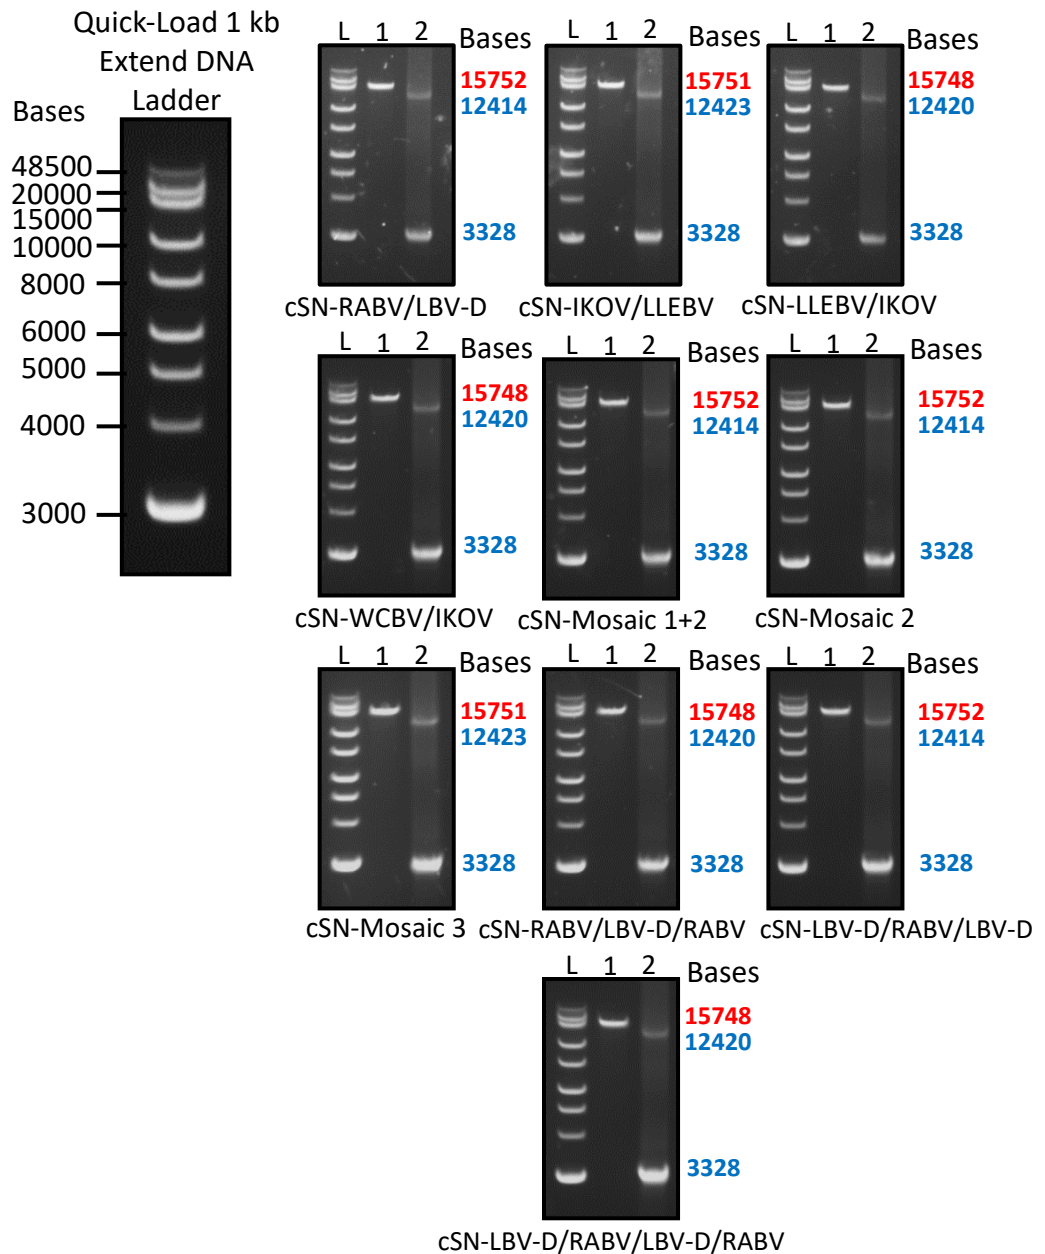 Quick-Load 1 kb
Extend DNA
Ladder
Bases
48500
20000
15000
10000
8000
6000
5000
4000
3000
L 1 2 Bases
15752
12414
3328
cSN-RABV/LBV-D
L 1 2 Bases
15751
12423
3328
cSN-IKOV/LLEBV
L 1 2 Bases
15748
12420
3328
cSN-LLEBV/IKOV
L 1 2 Bases
15748
12420
3328
cSN-WCBV/IKOV
L 1 2 Bases
15752
12414
3328
cSN-Mosaic 1+2
L 1 2 Bases
15752
12414
3328
cSN-Mosaic 2
L 1 2 Bases
15751
12423
3328
cSN-Mosaic 3
L 1 2 Bases
15748
12420
3328
cSN-RABV/LBV-D/RABV
L 1 2 Bases
15752
12414
3328
cSN-LBV-D/RABV/LBV-D
L 1 2 Bases
15748
12420
3328
cSN-LBV-D/RABV/LBV-D/RABV